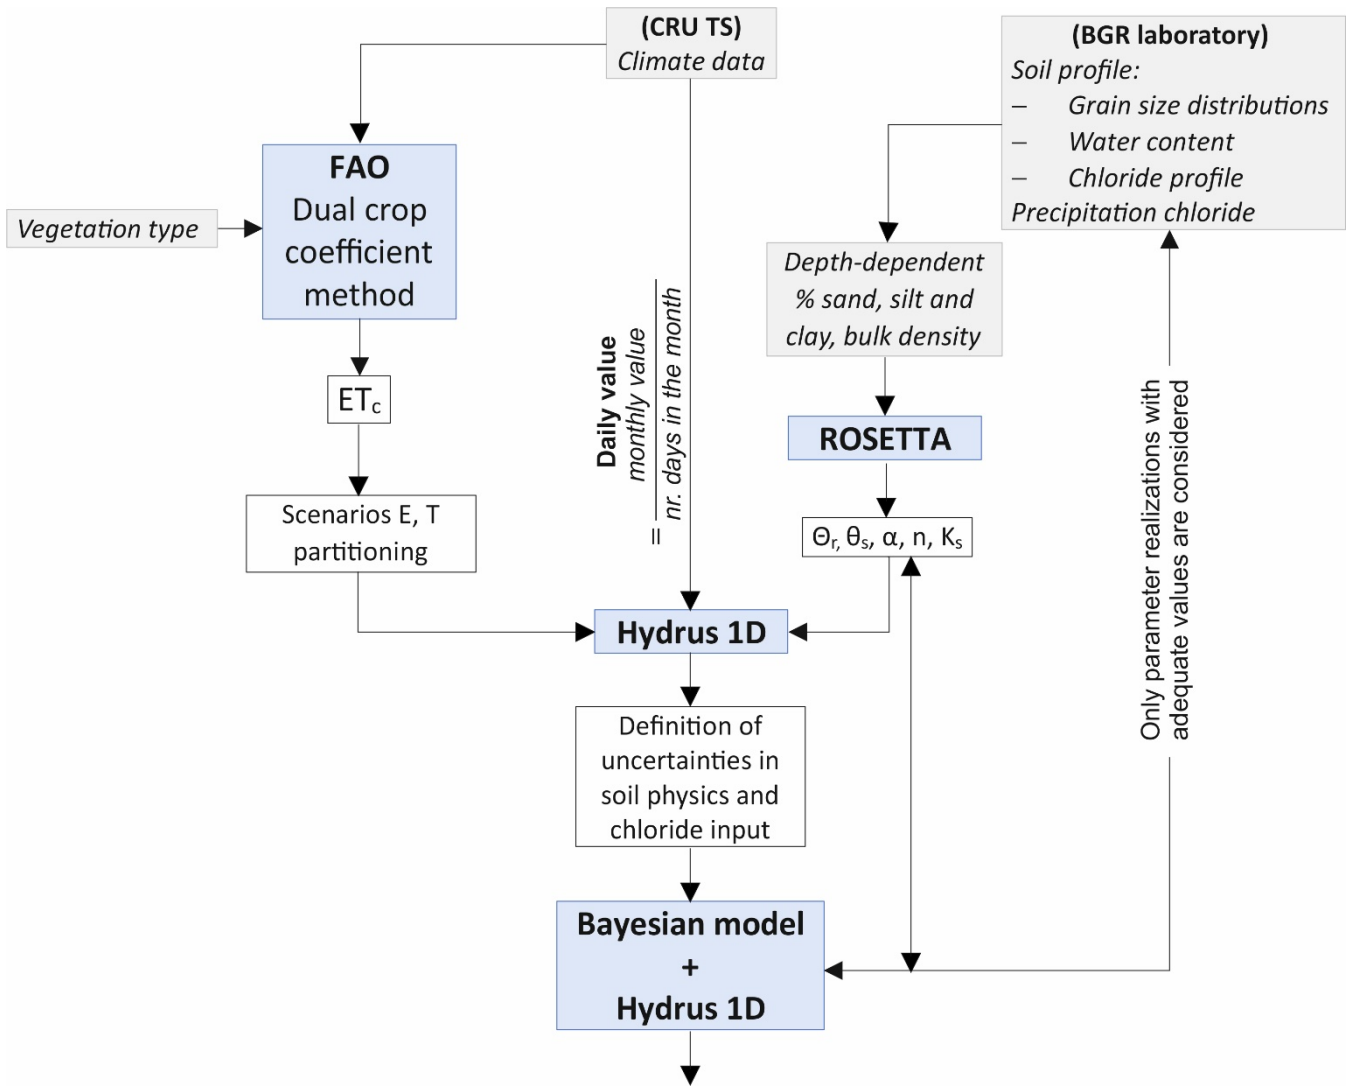 (CRU TS)
Climate data
(BGR laboratory)
Soil profile:
– Grain size distributions
– Water content
– Chloride profile
Precipitation chloride
FAO
Dual crop
coefficient
method
Vegetation type
Depth-dependent
% sand, silt and
clay, bulk density
ETc
Daily value
= monthly value
nr. days in the month
ROSETTA
Scenarios E, T
partitioning
Θr, θs, α, n, Ks
Only parameter realizations with
adequate values are considered
Hydrus 1D
Definition of
uncertainties in
soil physics and
chloride input
Bayesian model
+
Hydrus 1D